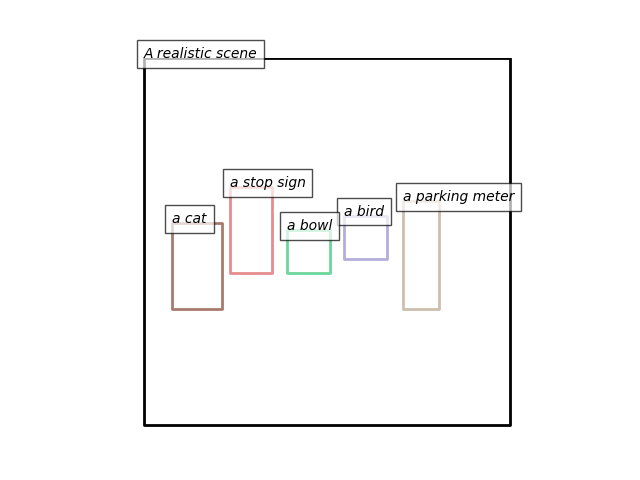 A realistic scene
a stop sign
a parking meter
a cat
a bird
a bowl